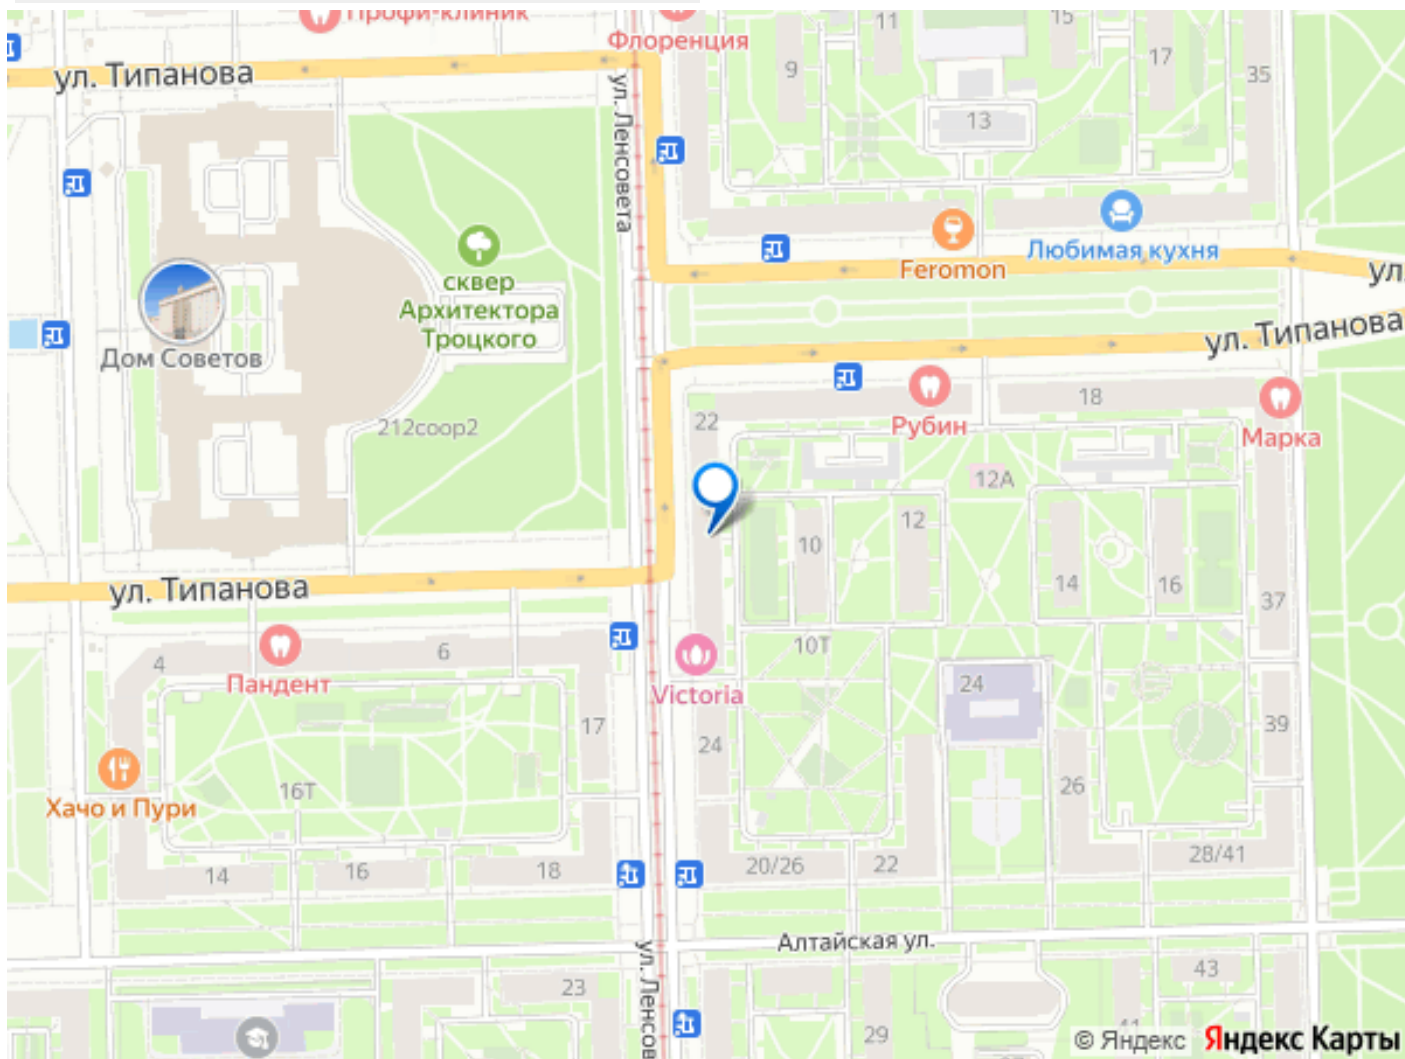 Профи-клиник
Флоренция
11
15
ул. Типанова
9
17
35
ул. Ленсовета
13
Любимая кухня
Feromon
сквер
Архитектора
Троцкого
ул.
Дом Советов
ул. Типанова
212соор2
22
Рубин
18
Марка
12А
12
10
14
16
ул. Типанова
37
4
6
Пандент
10Т
Victoria
24
17
24
39
16Т
26
Хачо и Пури
14
16
18
20/26
22
28/41
Алтайская ул.
ул. Ленсов
23
43
29
© Яндекс
Яндекс Карты